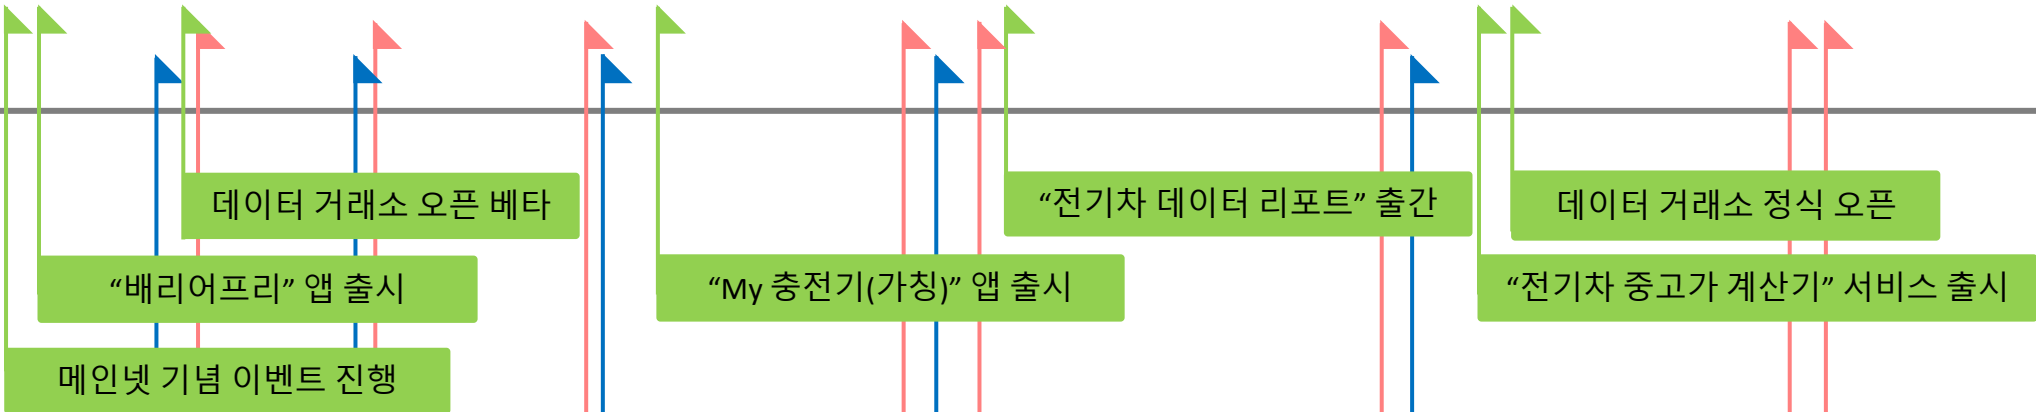 데이터 거래소 오픈 베타
“전기차 데이터 리포트” 출간
데이터 거래소 정식 오픈
“배리어프리” 앱 출시
“My 충전기(가칭)” 앱 출시
“전기차 중고가 계산기” 서비스 출시
메인넷 기념 이벤트 진행